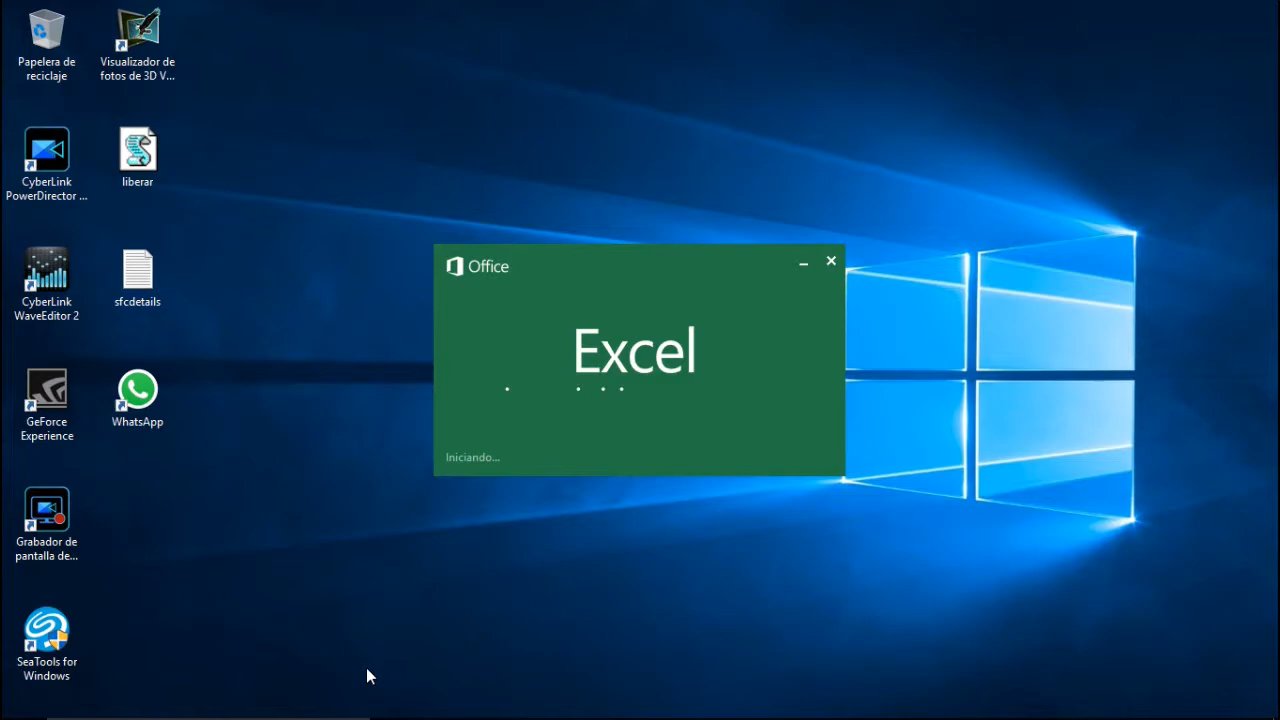 Papelera de
reciclaje
Visualizador de
fotos de 3D V...
CyberLink
PowerDirector ...
liberar
CyberLink
WaveEditor 2
sfcdetails
GeForce
Experience
WhatsApp
Grabador de
pantalla de...
SeaTools for
Windows
Office
Excel
Iniciando...